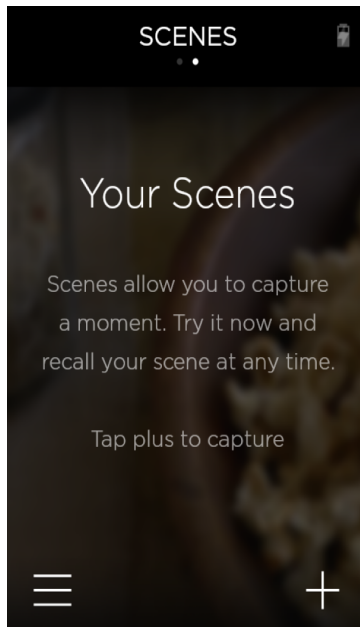 SCENES
Your Scenes
Scenes allow you to capture
a moment. Try it now and
recall your scene at any time.
Tap plus to capture